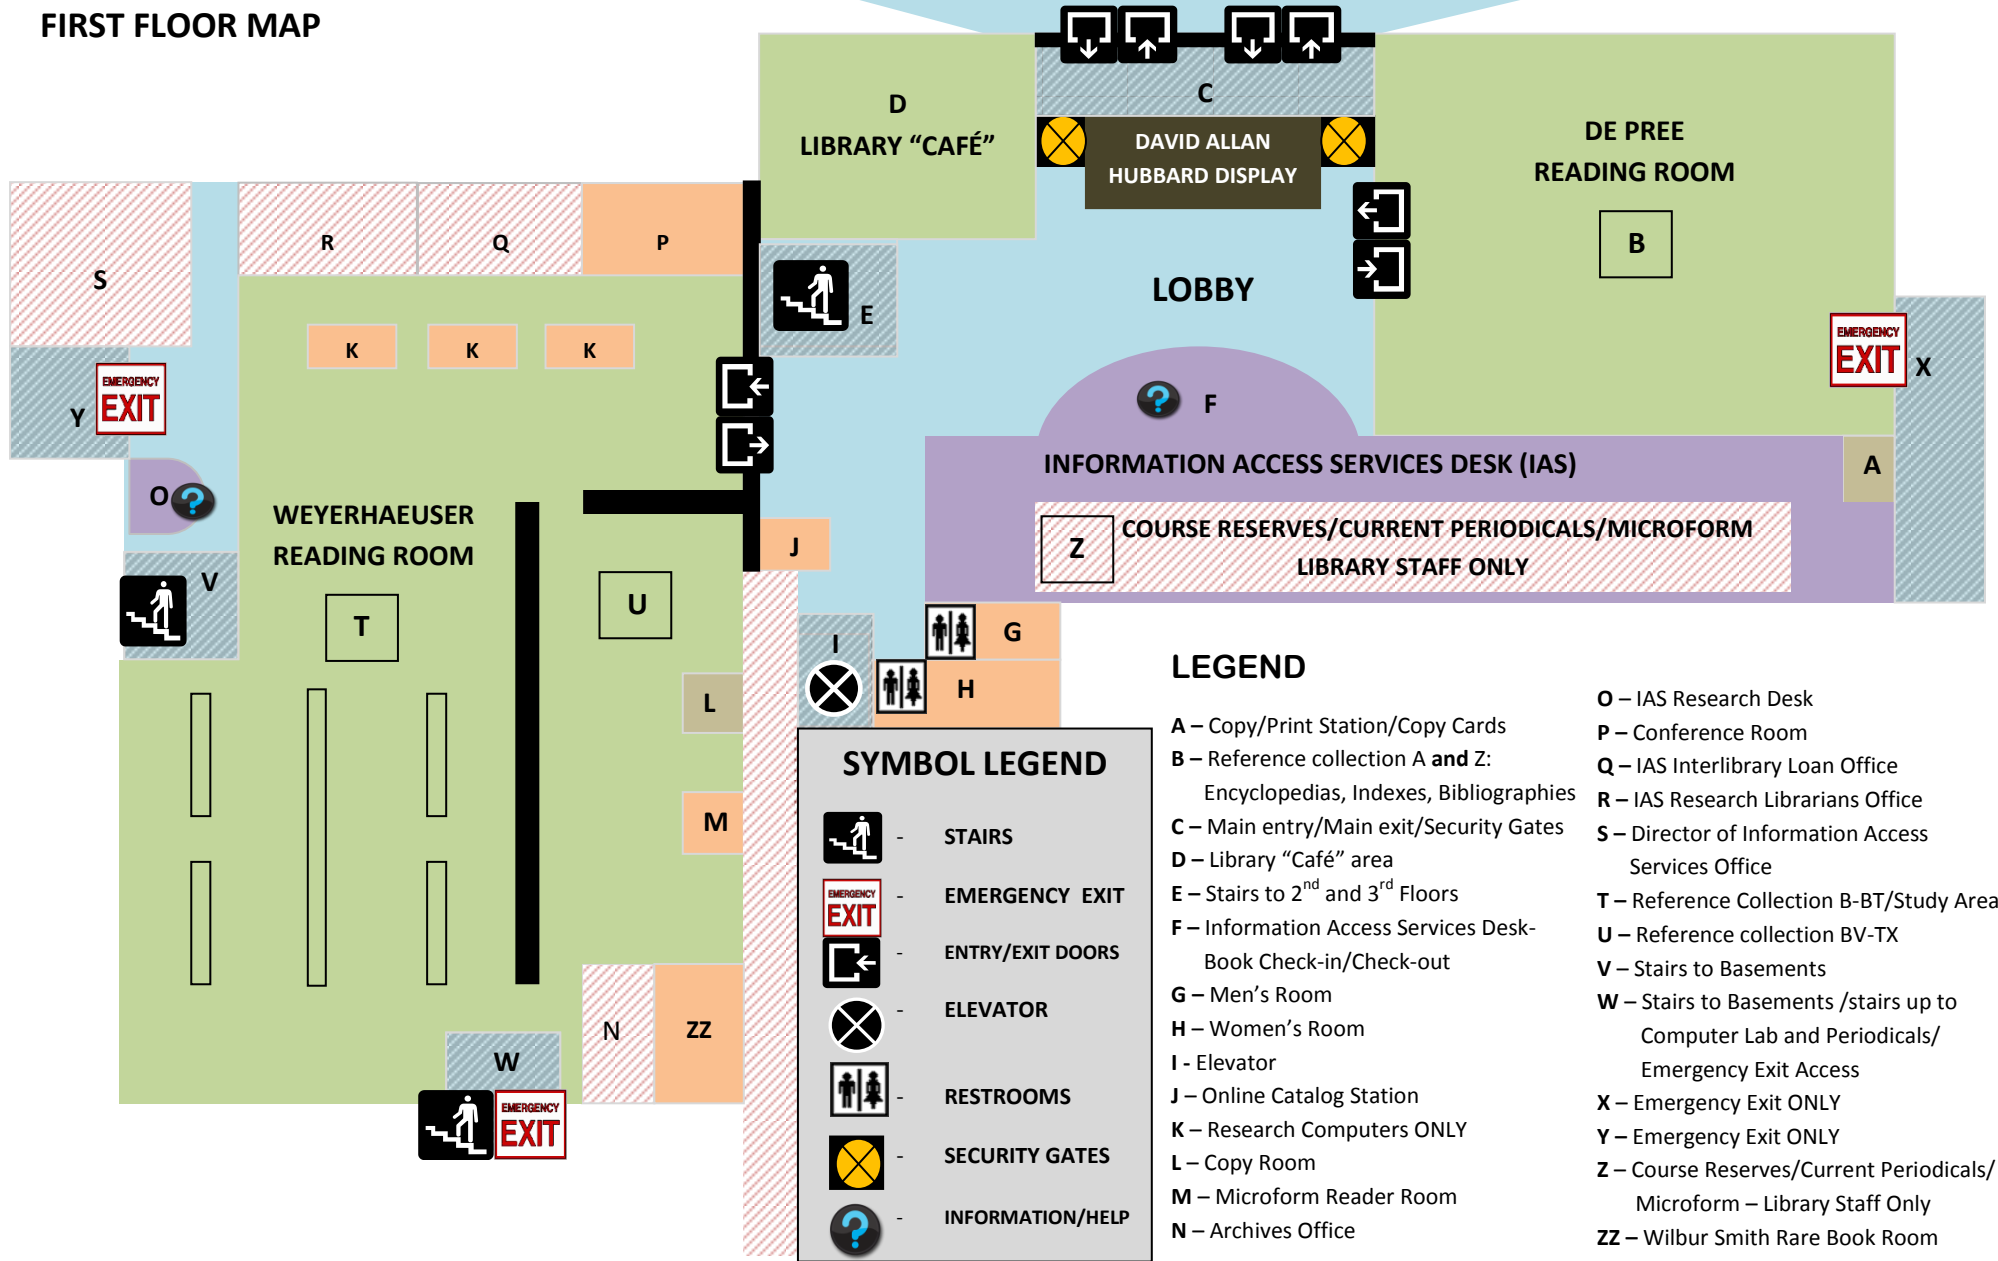 FIRST FLOOR MAP
D
LIBRARY “CAFÉ”
C
DAVID ALLAN
HUBBARD DISPLAY
DE PREE
READING ROOM
B
S
R
Q
P
E
LOBBY
K
K
K
EMERGENCY
EXIT
X
EMERGENCY
EXIT
Y
?
F
INFORMATION ACCESS SERVICES DESK (IAS)
A
O
?
WEYERHAEUSER
READING ROOM
J
Z
COURSE RESERVES/CURRENT PERIODICALS/MICROFORM
LIBRARY STAFF ONLY
V
T
U
I
G
H
L
M
N
ZZ
W
EMERGENCY
EXIT
SYMBOL LEGEND
- STAIRS
EMERGENCY
EXIT
- EMERGENCY EXIT
- ENTRY/EXIT DOORS
- ELEVATOR
- RESTROOMS
- SECURITY GATES
?
- INFORMATION/HELP
LEGEND
A – Copy/Print Station/Copy Cards
B – Reference collection A and Z:
Encyclopedias, Indexes, Bibliographies
C – Main entry/Main exit/Security Gates
D – Library “Café” area
E – Stairs to 2nd and 3rd Floors
F – Information Access Services Desk-
Book Check-in/Check-out
G – Men’s Room
H – Women’s Room
I - Elevator
J – Online Catalog Station
K – Research Computers ONLY
L – Copy Room
M – Microform Reader Room
N – Archives Office
O – IAS Research Desk
P – Conference Room
Q – IAS Interlibrary Loan Office
R – IAS Research Librarians Office
S – Director of Information Access
Services Office
T – Reference Collection B-BT/Study Area
U – Reference collection BV-TX
V – Stairs to Basements
W – Stairs to Basements /stairs up to
Computer Lab and Periodicals/
Emergency Exit Access
X – Emergency Exit ONLY
Y – Emergency Exit ONLY
Z – Course Reserves/Current Periodicals/
Microform – Library Staff Only
ZZ – Wilbur Smith Rare Book Room